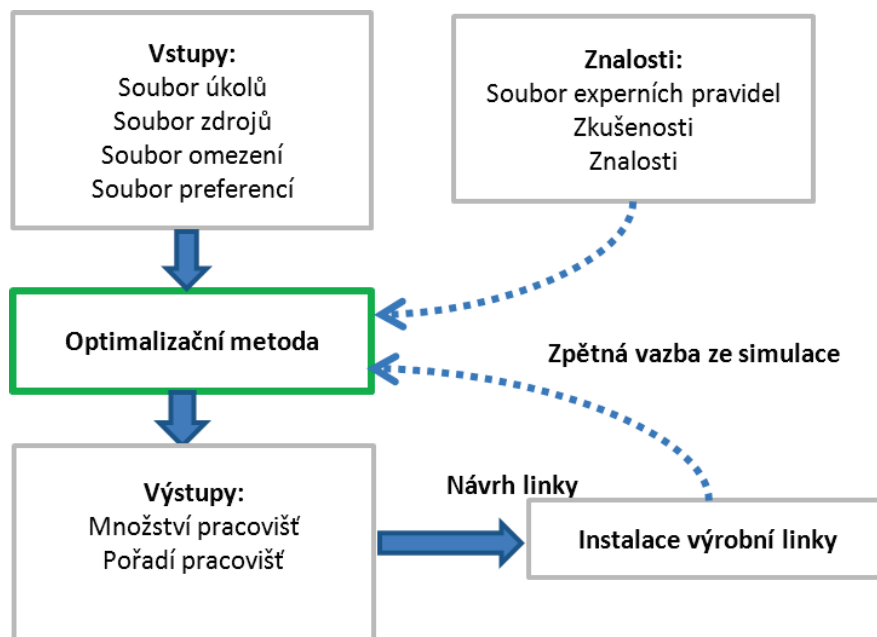 Vstupy:
Soubor úkolů
Soubor zdrojů
Soubor omezení
Soubor preferencí
Znalosti:
Soubor experních pravidel
Zkušenosti
Znalosti
Optimalizační metoda
Zpětná vazba ze simulace
Výstupy:
Množství pracovišť
Pořadí pracovišť
Návrh linky
Instalace výrobní linky